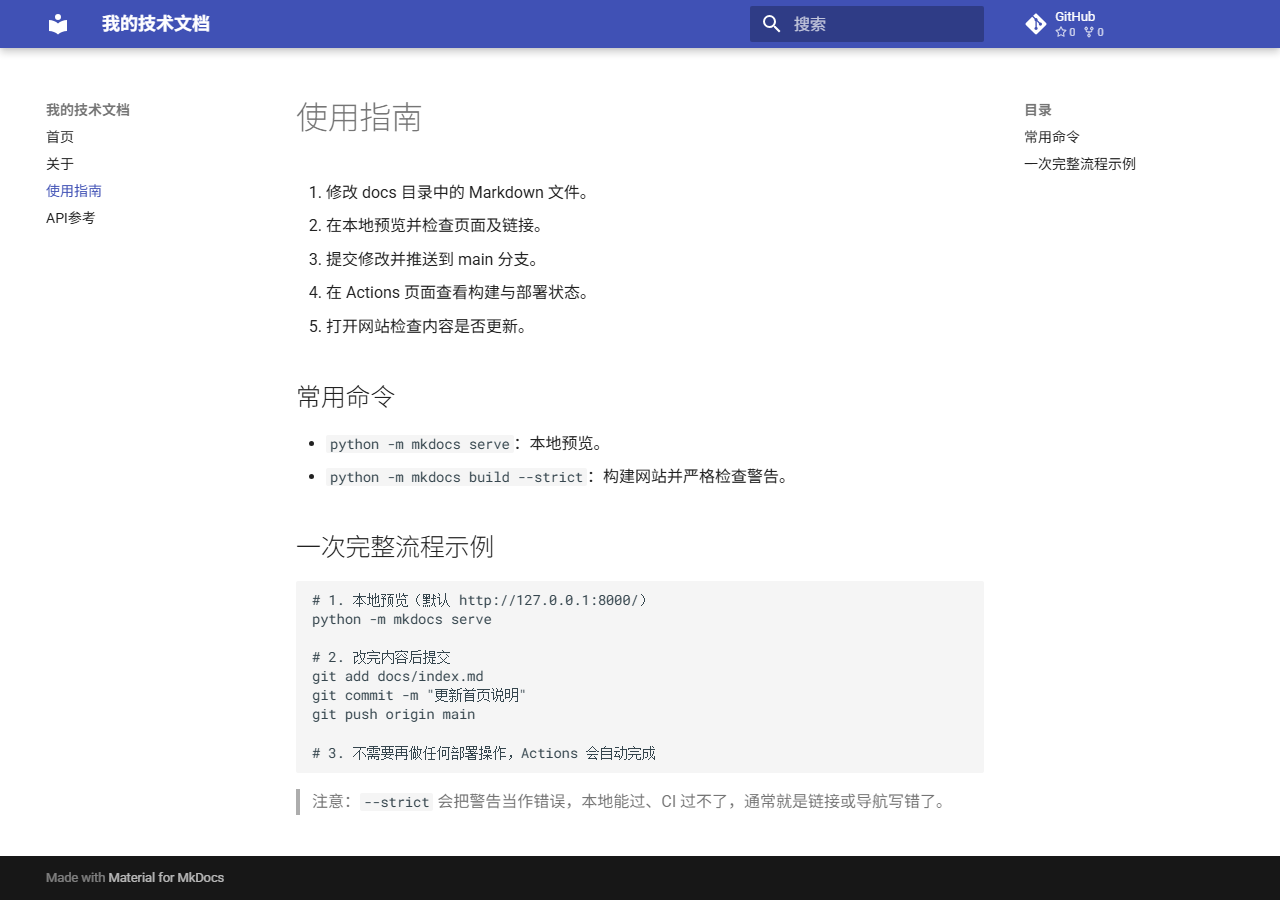 我的技术文档
搜索
GitHub
0 0
我的技术文档
首页
关于
使用指南
API参考
使用指南
1. 修改 docs 目录中的 Markdown 文件。
2. 在本地预览并检查页面及链接。
3. 提交修改并推送到 main 分支。
4. 在 Actions 页面查看构建与部署状态。
5. 打开网站检查内容是否更新。
常用命令
• python -m mkdocs serve：本地预览。
• python -m mkdocs build --strict：构建网站并严格检查警告。
一次完整流程示例
# 1. 本地预览（默认 http://127.0.0.1:8000/）
python -m mkdocs serve
# 2. 改完内容后提交
git add docs/index.md
git commit -m "更新首页说明"
git push origin main
# 3. 不需要再做任何部署操作，Actions 会自动完成
注意：--strict 会把警告当作错误，本地能过、CI 过不了，通常就是链接或导航写错了。
目录
常用命令
一次完整流程示例
Made with Material for MkDocs